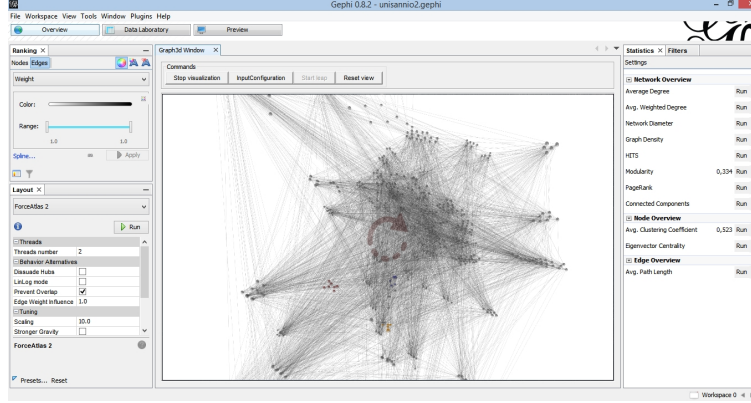 Gephi 0.8.2 - unisannio2.gephi
File Workspace View Tools Window Plugins Help
Overview Data Laboratory Preview
Ranking
Nodes Edges
Weight
Color:
Range:
1.0 1.0
Spline... Apply
Layout
ForceAtlas 2
Run
Threads
Threads number 2
Behavior Alternatives
Dissuade Hubs
LinLog mode
Prevent Overlap
Edge Weight Influence 1.0
Tuning
Scaling 10.0
Stronger Gravity
ForceAtlas 2
Presets... Reset
Graph3d Window
Commands
Stop visualization InputConfiguration Start leap Reset view
Statistics Filters
Settings
Network Overview
Average Degree Run
Avg. Weighted Degree Run
Network Diameter Run
Graph Density Run
HITS Run
Modularity 0,334 Run
PageRank Run
Connected Components Run
Node Overview
Avg. Clustering Coefficient 0,523 Run
Eigenvector Centrality Run
Edge Overview
Avg. Path Length Run
Workspace 0